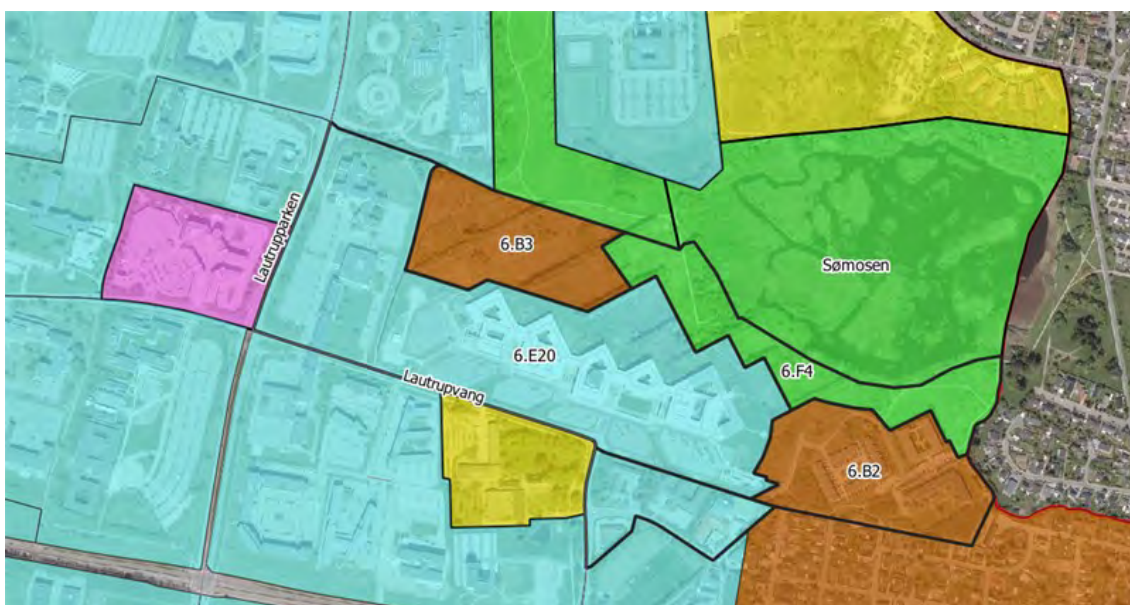 Lautrupparken
6.B3
Sømosen
6.E20
6.F4
Lautrupvang
6.B2